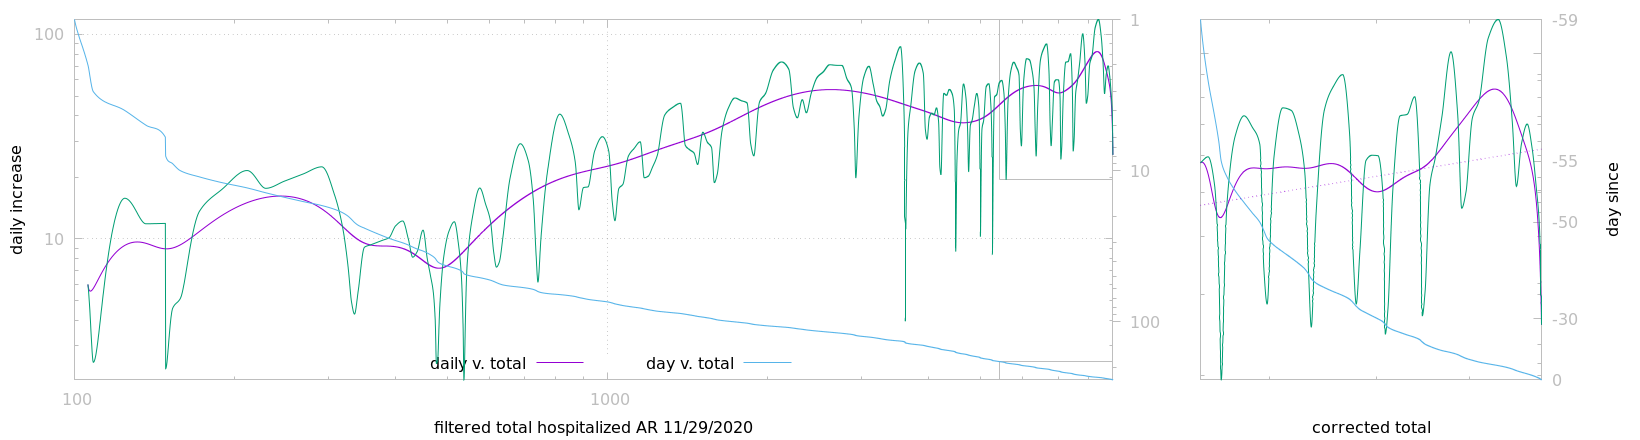 100
10
daily increase
100
1000
daily v. total
day v. total
filtered total hospitalized AR 11/29/2020
1
10
100
-59
-55
-50
-30
0
day since
corrected total